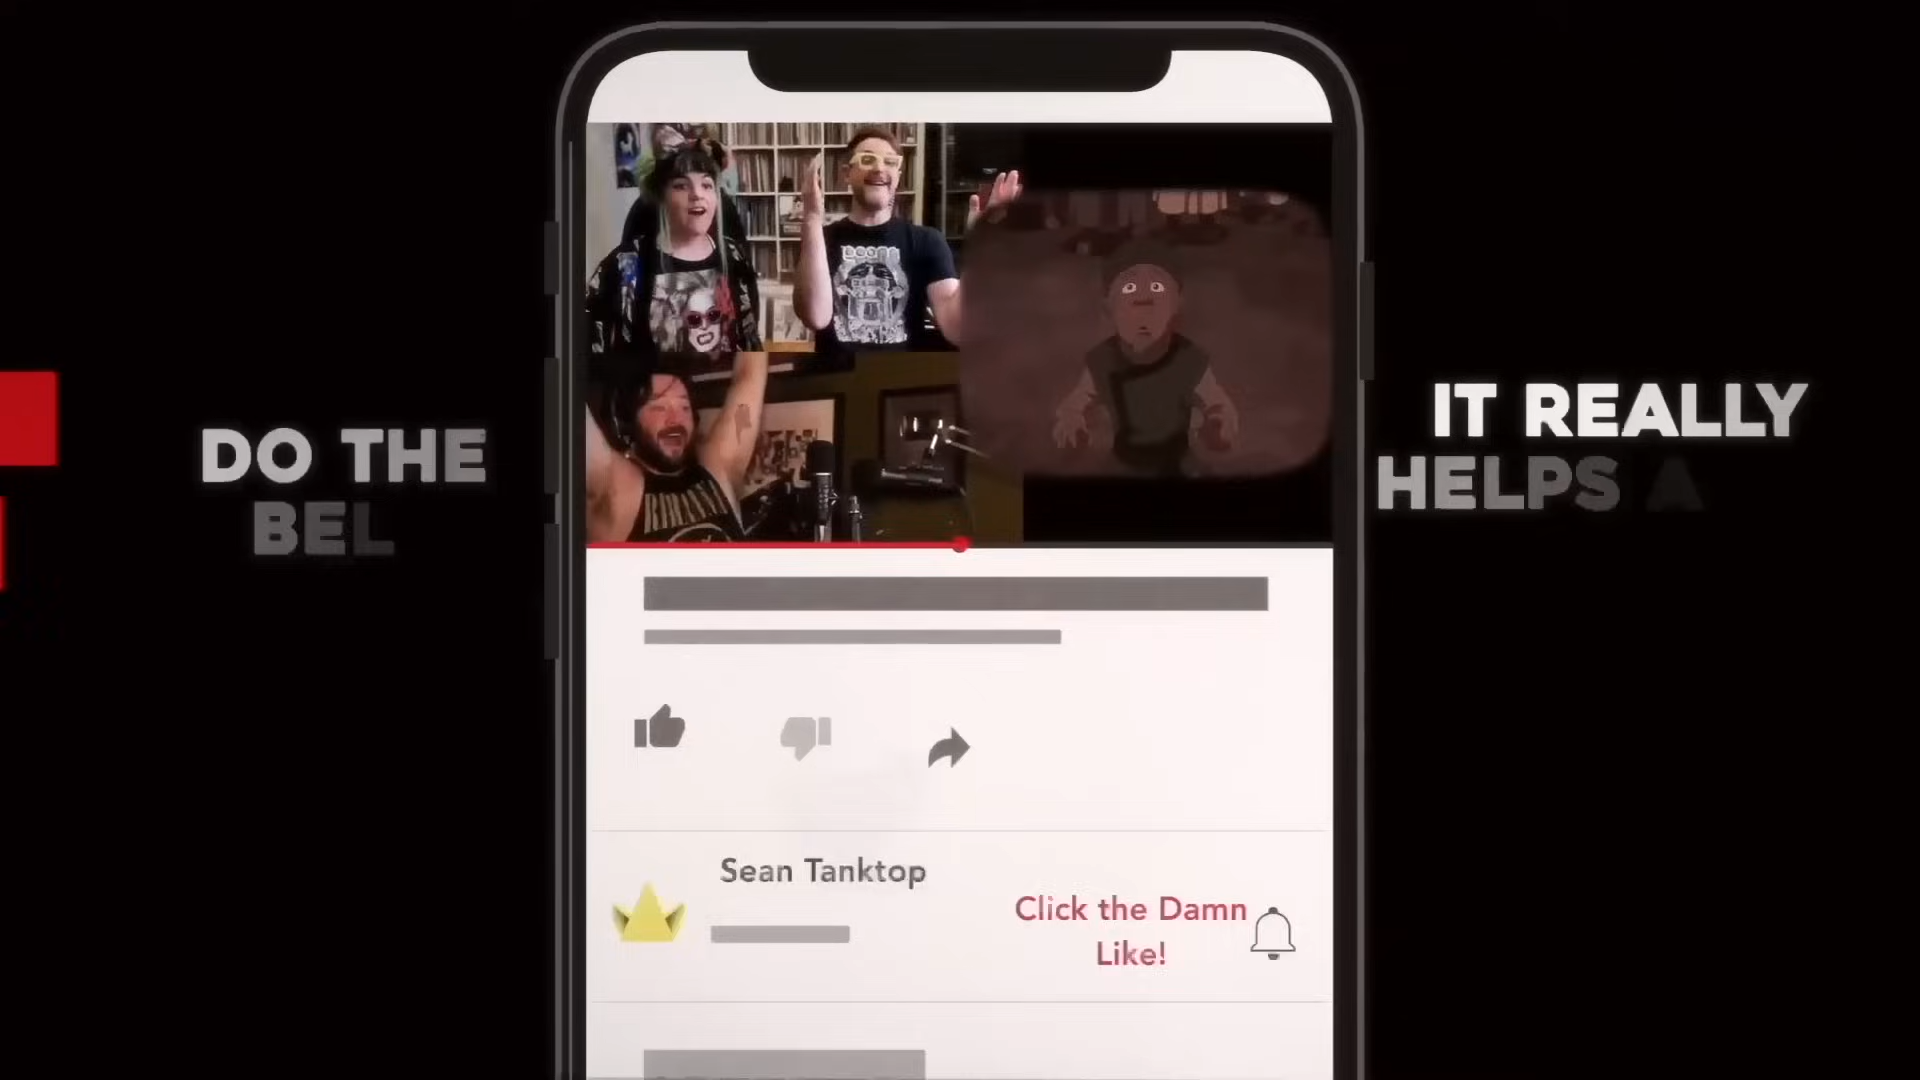 DO THE
BEL
IT REALLY
HELPS A
Sean Tanktop
Click the Damn
Like!